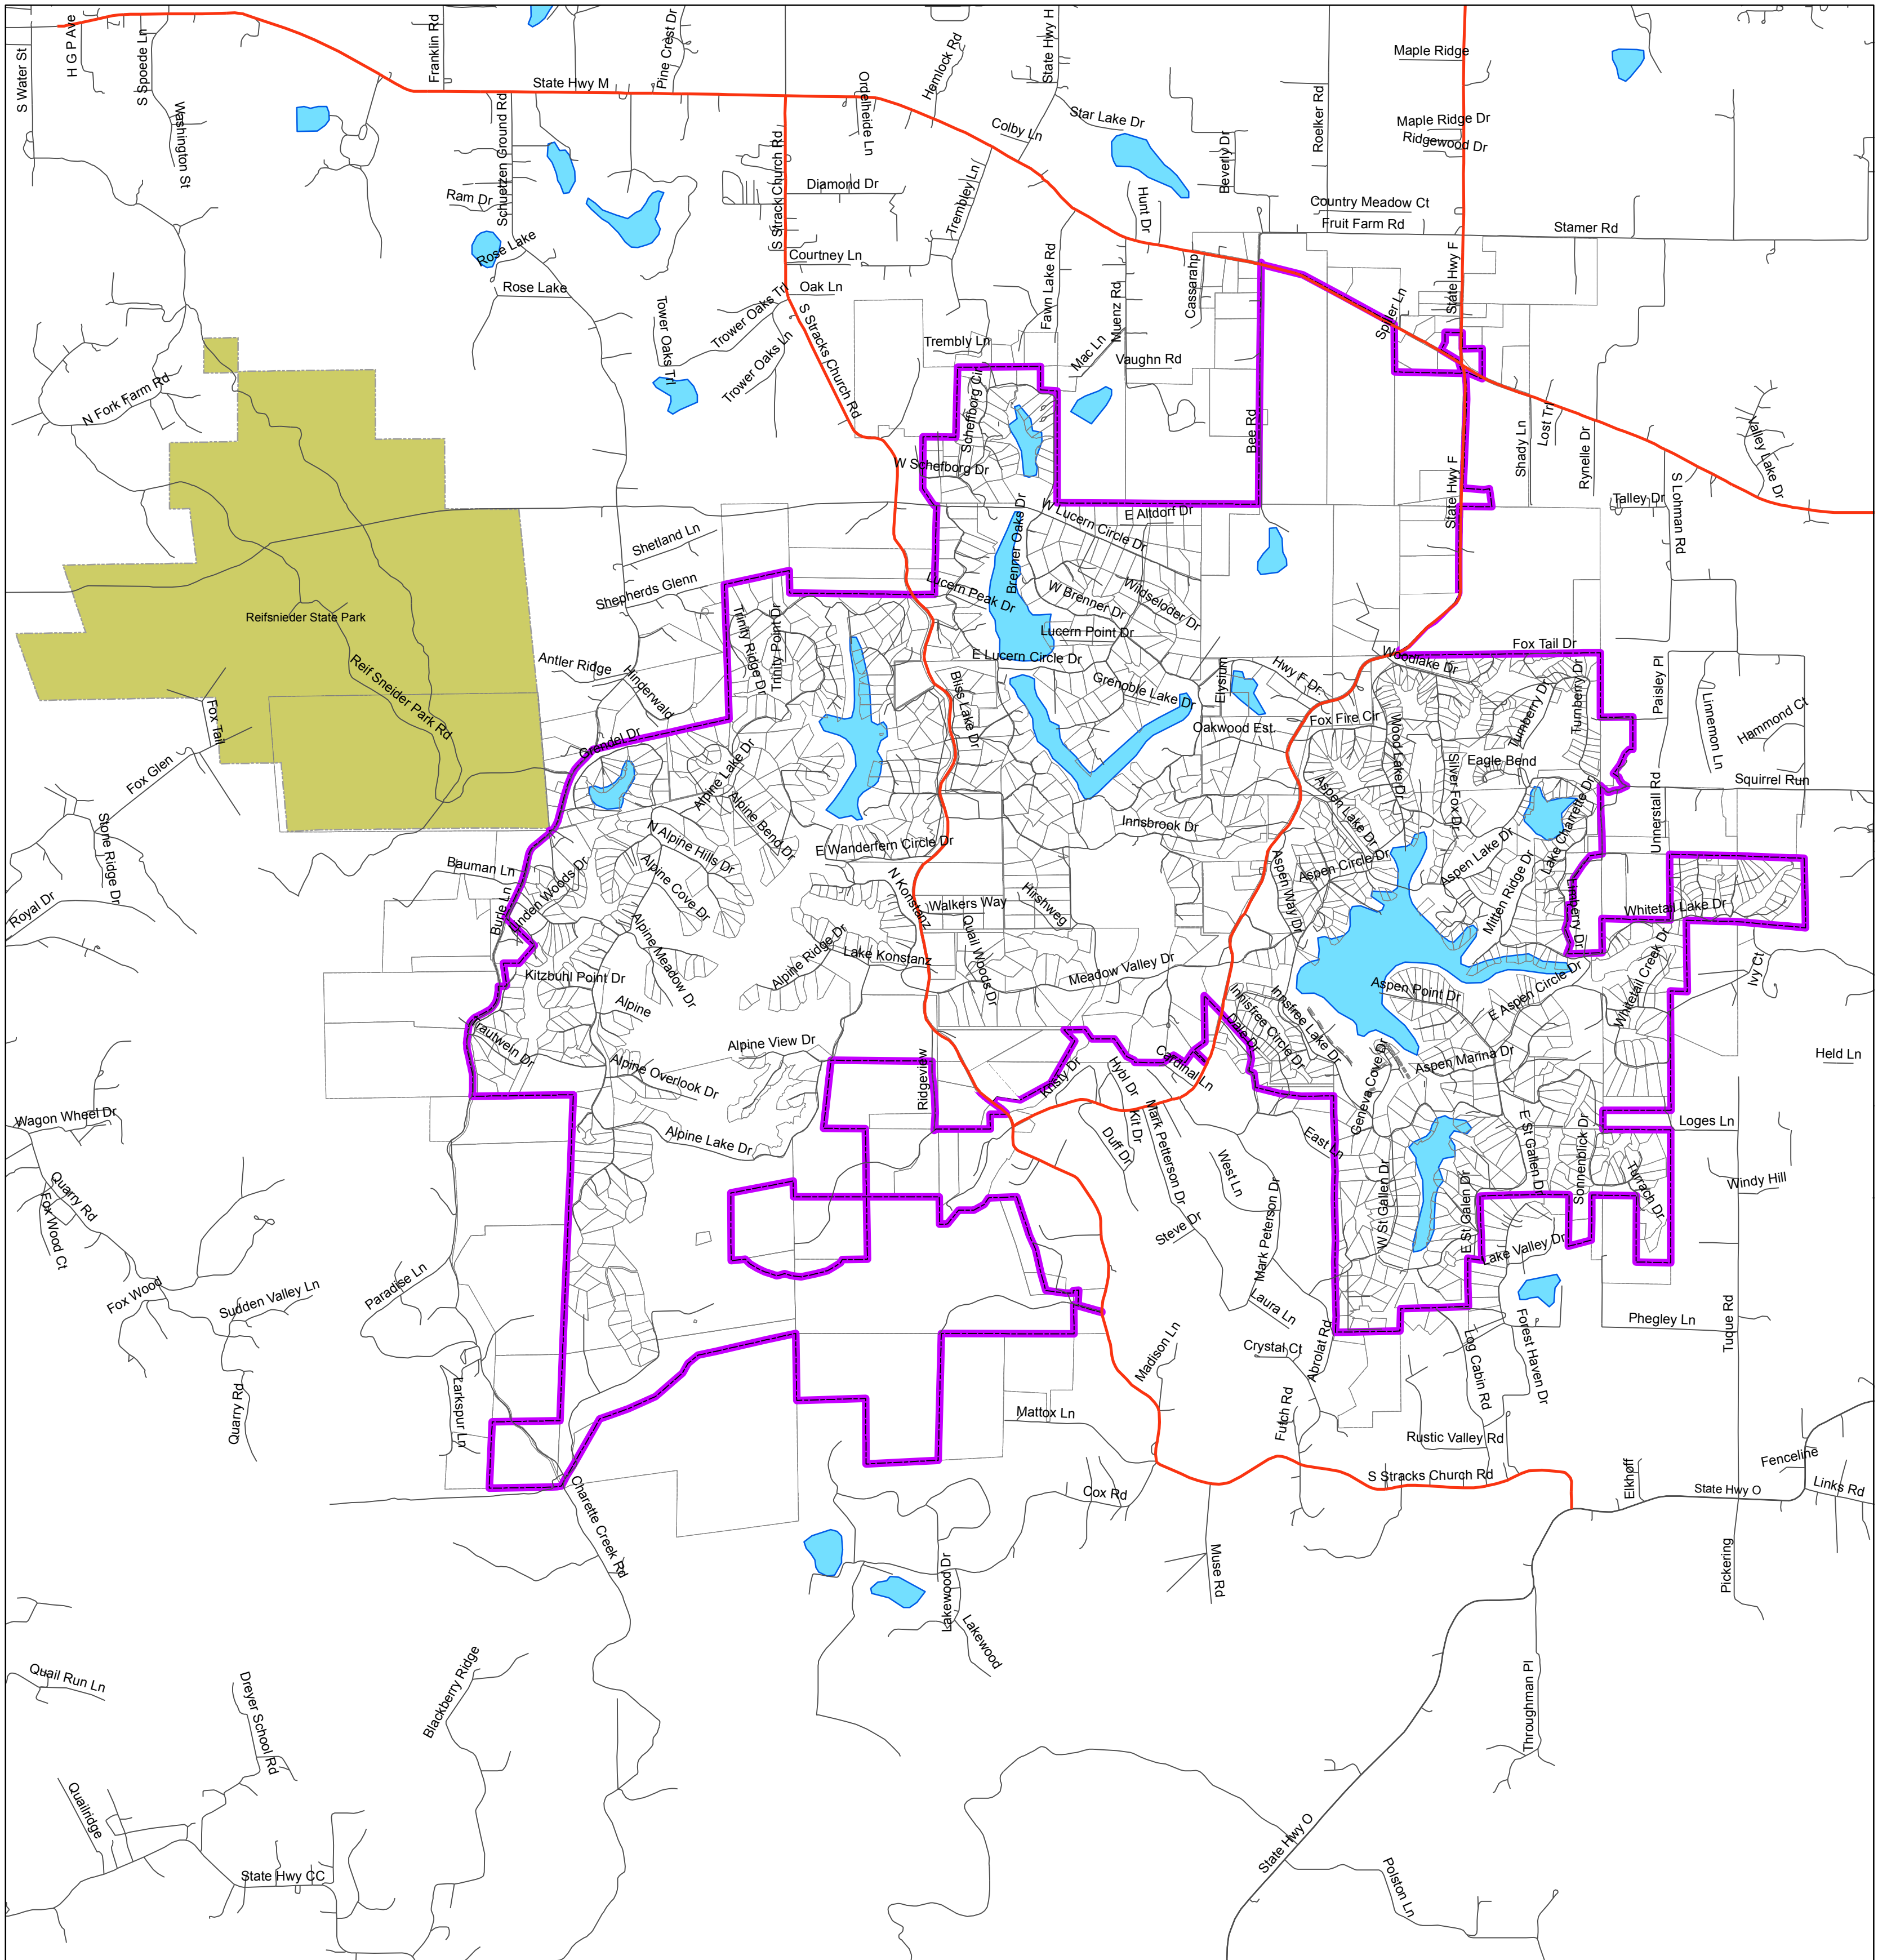 S Water St
H G P Ave
S Spoede Ln
Washington St
Franklin Rd
State Hwy M
Pine Crest Dr
Ordelheide Ln
Hemlock Rd
State Hwy H
Colby Ln
Star Lake Dr
Maple Ridge
Maple Ridge Dr
Ridgewood Dr
Roelker Rd
Beverly Dr
Schuetzen Ground Rd
Ram Dr
S Strack Church Rd
Diamond Dr
Trembley Ln
Hunt Dr
Country Meadow Ct
Fruit Farm Rd
Stamer Rd
Rose Lake
Rose Lake
Courtney Ln
Oak Ln
Tower Oaks Trl
Trower Oaks Trl
Trower Oaks Ln
S Stracks Church Rd
Fawn Lake Rd
Muenz Rd
Cassarahp
State Hwy F
Spliter Ln
Trembly Ln
Mac Ln
Vaughn Rd
N Fork Farm Rd
Scheffborg Cir
Bee Rd
W Schefborg Dr
Shady Ln
Lost Trl
Rynelle Dr
Valley Lake Dr
State Hwy F
Talley Dr
S Lohman Rd
Shetland Ln
Brenner Oaks Dr
W Lucern Circle Dr
E Altdorf Dr
Shepherds Glenn
Lucern Peak Dr
W Brenner Dr
Wildseloder Dr
Reifsnieder State Park
Trinity Ridge Dr
Trinity Point Dr
Lucern Point Dr
E Lucern Circle Dr
Fox Tail Dr
Woodlake Dr
Antler Ridge
Hindenwald
Reif Sneider Park Rd
Bliss Lake Dr
Grenoble Lake Dr
Elysium
Hwy F Dr.
Fox Fire Cir
Oakwood Est.
Turnberry Dr
Turnberry Dr
Paisley Pl
Linnemon Ln
Hammond Ct
Fox Tail
Grendel Dr
Wood Lake Dr
Silver Fox Dr
Eagle Bend
Squirrel Run
Fox Glen
Alpine Lake Dr
Alpine Bend Dr
Aspen Lake Dr
Unnerstall Rd
Stone Ridge Dr
N Alpine Hills Dr
E Wanderfern Circle Dr
Innsbrook Dr
Lake Charrette Dr
Bauman Ln
Linden Woods Dr
Alpine Cove Dr
Aspen Circle Dr
Aspen Lake Dr
Royal Dr
Burle Ln
N Konstanz
Walkers Way
Hirshweg
Aspen Way Dr
Mitten Ridge Dr
Limberry Dr
Whitetail Lake Dr
Alpine Ridge Dr
Lake Konstanz
Quail Woods Dr
Alpine Meadow Dr
Kitzbuhl Point Dr
Meadow Valley Dr
Whitetail Creek Dr
Ivy Ct
Alpine
Aspen Point Dr
E Aspen Circle Dr
Trautwein Dr
Alpine View Dr
Innsfree Lake Dr
Innisfree Circle Dr
Dale Dr
Held Ln
Alpine Overlook Dr
Ridgeview
Kristy Dr
Hybl Dr
Cardinal Ln
Aspen Marina Dr
Geneva Cove Dr
Wagon Wheel Dr
Alpine Lake Dr
Kit Dr
Duff Dr
Mark Petterson Dr
East Ln
E St Gallen Dr
Sonnenblick Dr
Loges Ln
Quarry Rd
Fox Wood Ct
West Ln
W St Gallen Dr
E St Galen Dr
Turrach Dr
Windy Hill
Steve Dr
Mark Peterson Dr
Lake Valley Dr
Fox Wood
Sudden Valley Ln
Paradise Ln
Laura Ln
Phegley Ln
Tuque Rd
Quarry Rd
Larkspur Ln
Madison Ln
Crystal Ct
Abrolat Rd
Log Cabin Rd
Forest Haven Dr
Mattox Ln
Futch Rd
Rustic Valley Rd
S Stracks Church Rd
Fenceline
Elkhoff
State Hwy O
Links Rd
Charette Creek Rd
Cox Rd
Muse Rd
Pickering
Lakewood Dr
Lakewood
Quail Run Ln
Dreyer School Rd
Blackberry Ridge
Throughman Pl
Quailridge
State Hwy CC
State Hwy O
Polston Ln